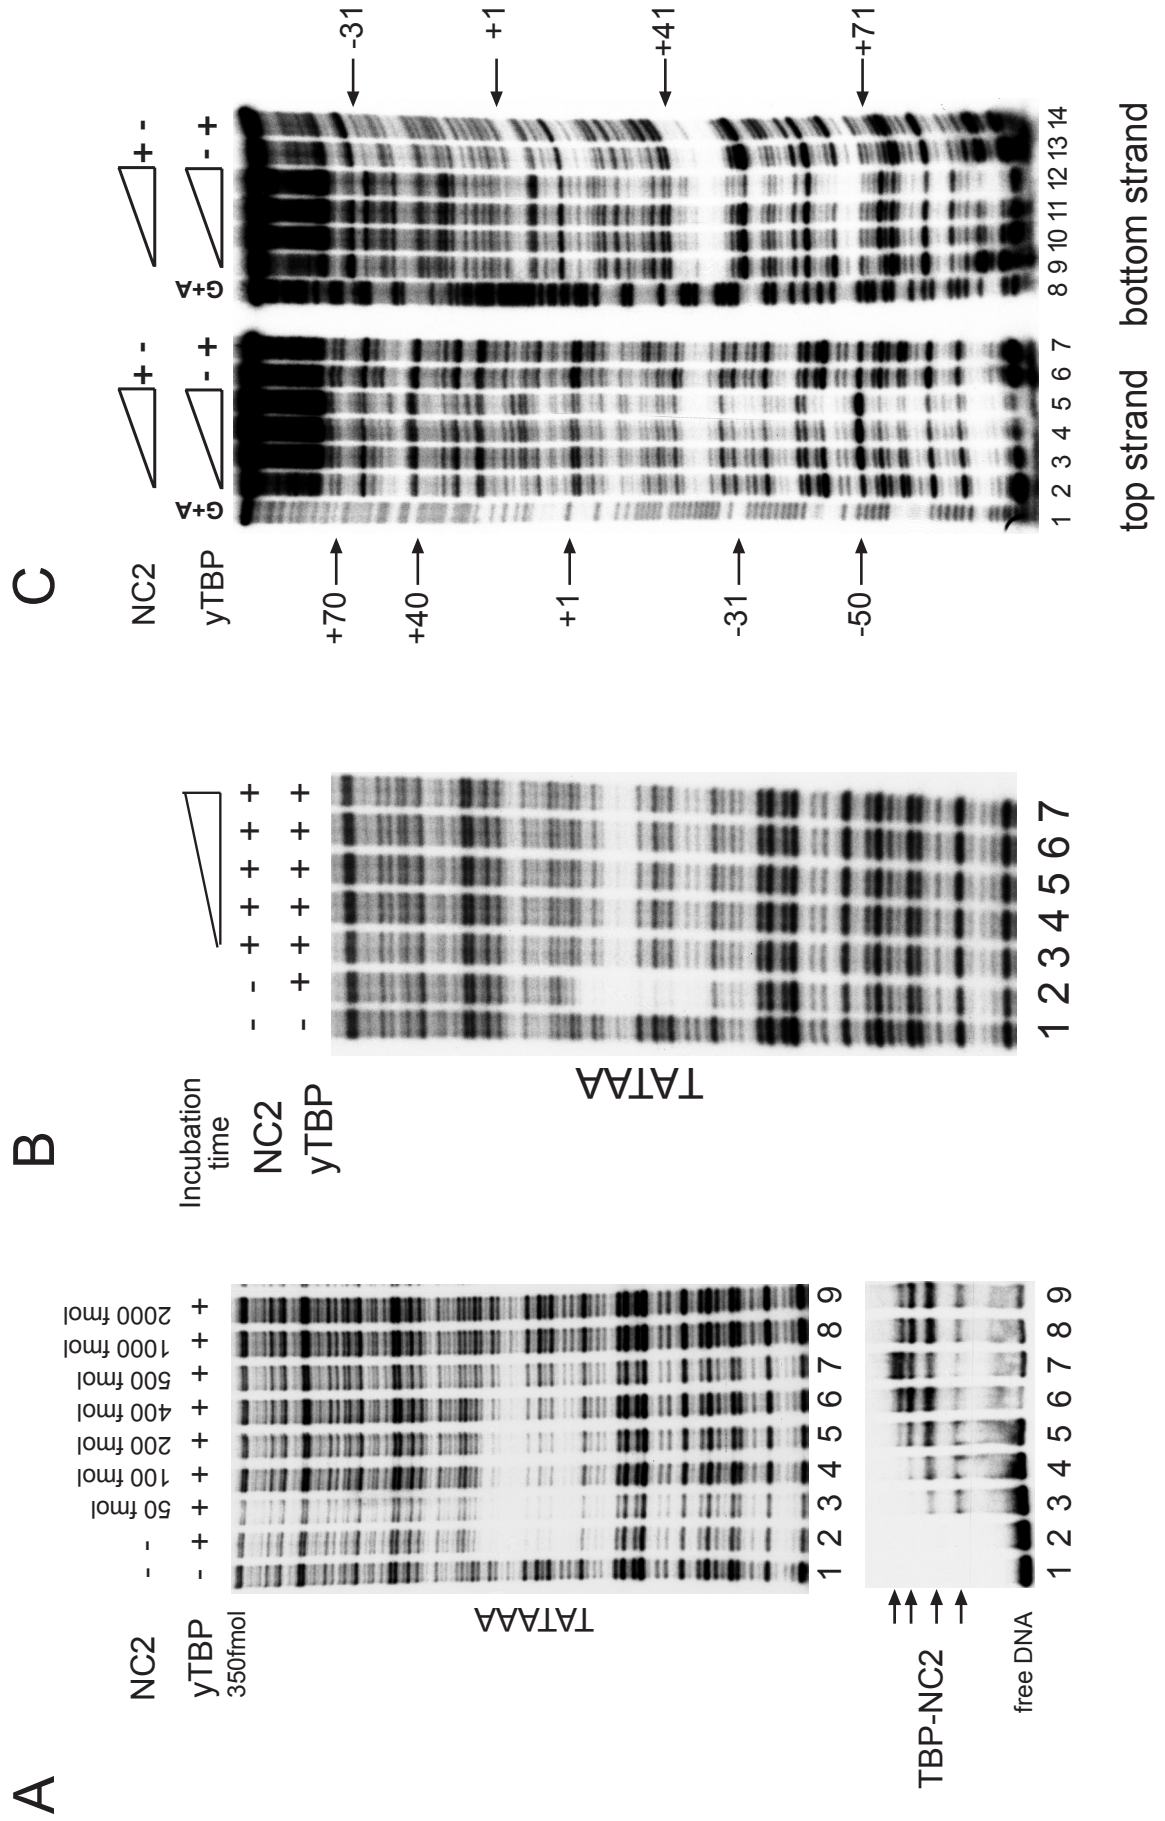 A
NC2
- - 50 fmol 100 fmol 200 fmol 400 fmol 500 fmol 1000 fmol 2000 fmol
yTBP - + + + + + + + +
350fmol
TATAAA
1 2 3 4 5 6 7 8 9
TBP-NC2
free DNA
1 2 3 4 5 6 7 8 9
B
Incubation
time
NC2 - - + + + + +
yTBP - + + + + + +
TATAA
1 2 3 4 5 6 7
C
NC2 + - + -
yTBP - + - +
G+A G+A
+70
+40
+1
-31
-50
-31
+1
+41
+71
1 2 3 4 5 6 7 8 9 10 11 12 13 14
top strand bottom strand